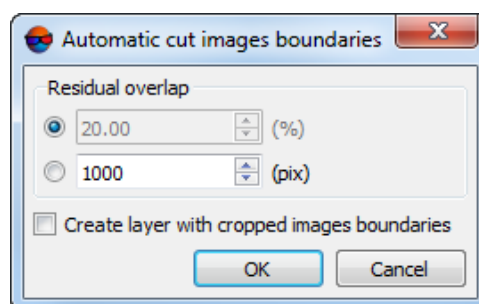 Automatic cut images boundaries
Residual overlap
20.00 (%)
1000 (pix)
Create layer with cropped images boundaries
OK Cancel